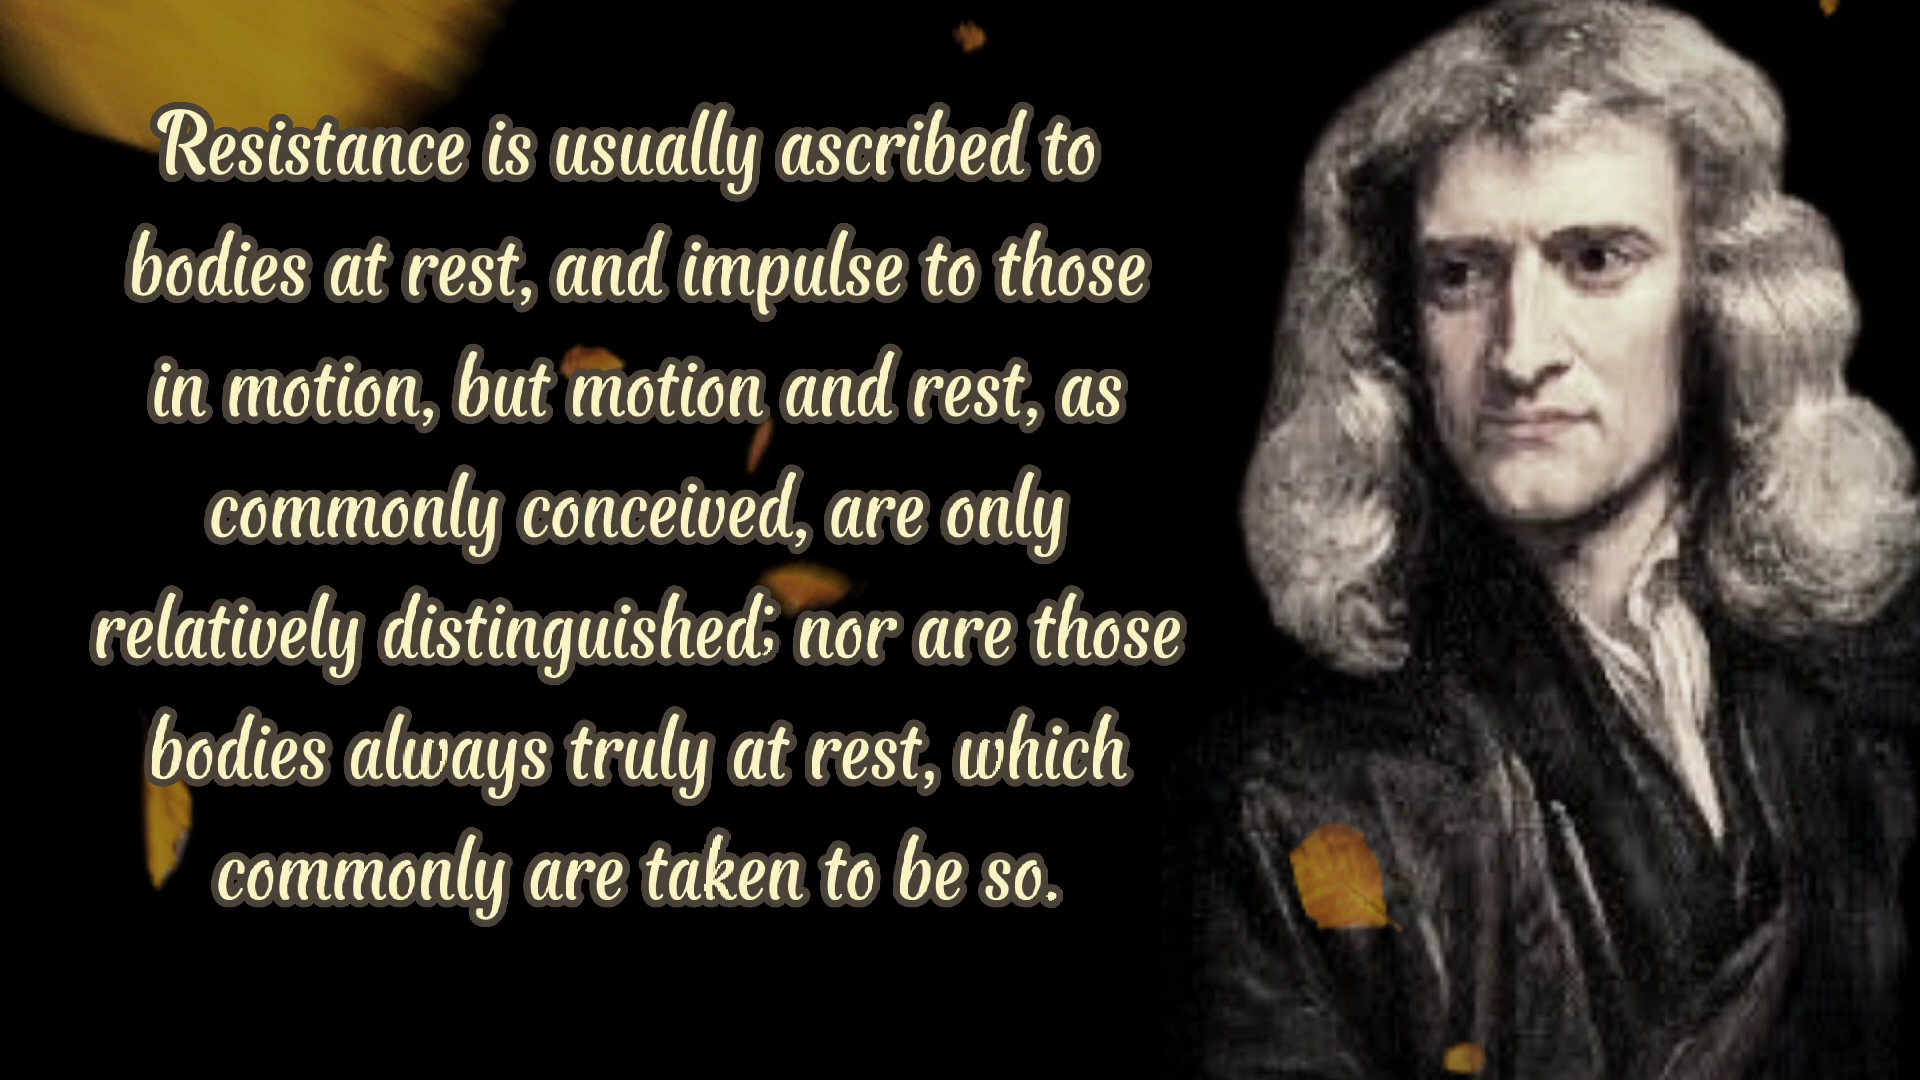 Resistance is usually ascribed to
bodies at rest, and impulse to those
in motion, but motion and rest, as
commonly conceived, are only
relatively distinguished; nor are those
bodies always truly at rest, which
commonly are taken to be so.